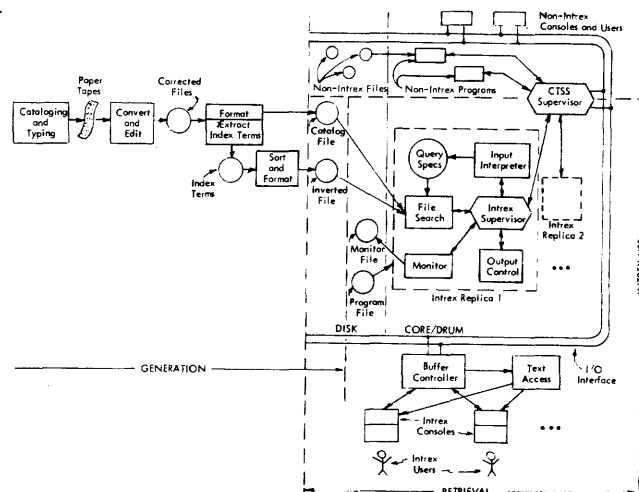 Non-Intrex
Consoles and Users
Paper
Tapes
Corrected
Files
Non-Intrex Files
Non-Intrex Programs
CTSS
Supervisor
Cataloging
and
Typing
Convert
and
Edit
Format
Extract
Index Terms
Catalog
File
Index
Terms
Sort
and
Format
Inverted
File
Query
Specs
Input
Interpreter
File
Search
Intrex
Supervisor
Intrex
Replica 2
Monitor
File
Monitor
Output
Control
Program
File
Intrex Replica 1
DISK
CORE/DRUM
I/O
Interface
GENERATION
Buffer
Controller
Text
Access
Intrex
Consoles
Intrex
Users
RETRIEVAL